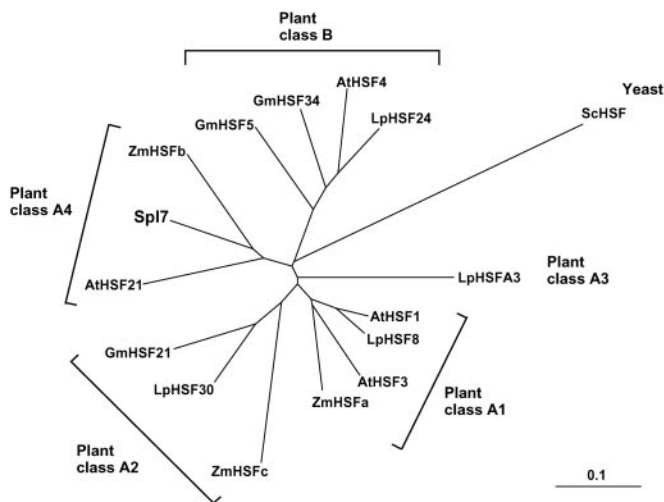 Plant
class B
AtHSF4
Yeast
GmHSF34
ScHSF
GmHSF5
LpHSF24
ZmHSFb
Plant
class A4
Spl7
AtHSF21
LpHSFA3
Plant
class A3
AtHSF1
LpHSF8
GmHSF21
AtHSF3
LpHSF30
ZmHSFa
Plant
class A1
Plant
class A2
ZmHSFc
0.1